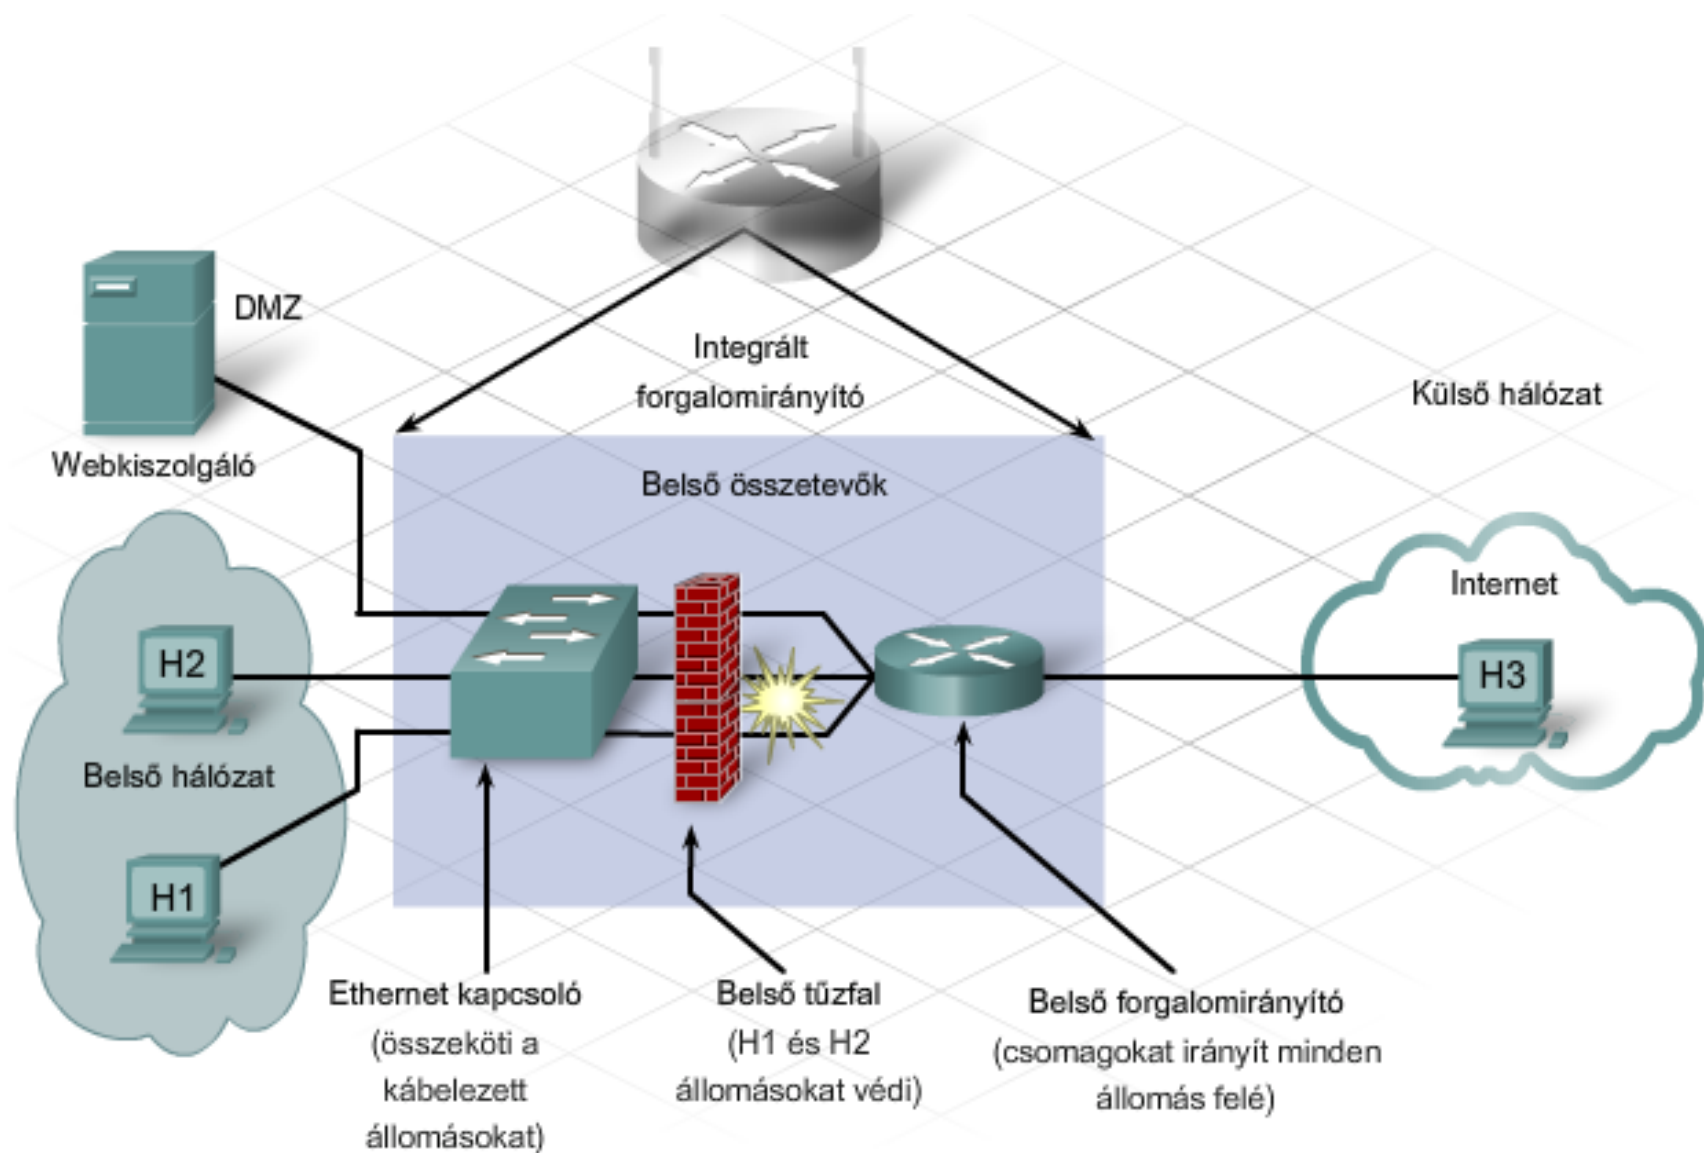 DMZ
Webkiszolgáló
Integrált
forgalomirányító
Külső hálózat
Belső összetevők
Internet
H2
H3
Belső hálózat
H1
Ethernet kapcsoló
(összeköti a
kábelezett
állomásokat)
Belső tűzfal
(H1 és H2
állomásokat védi)
Belső forgalomirányító
(csomagokat irányít minden
állomás felé)